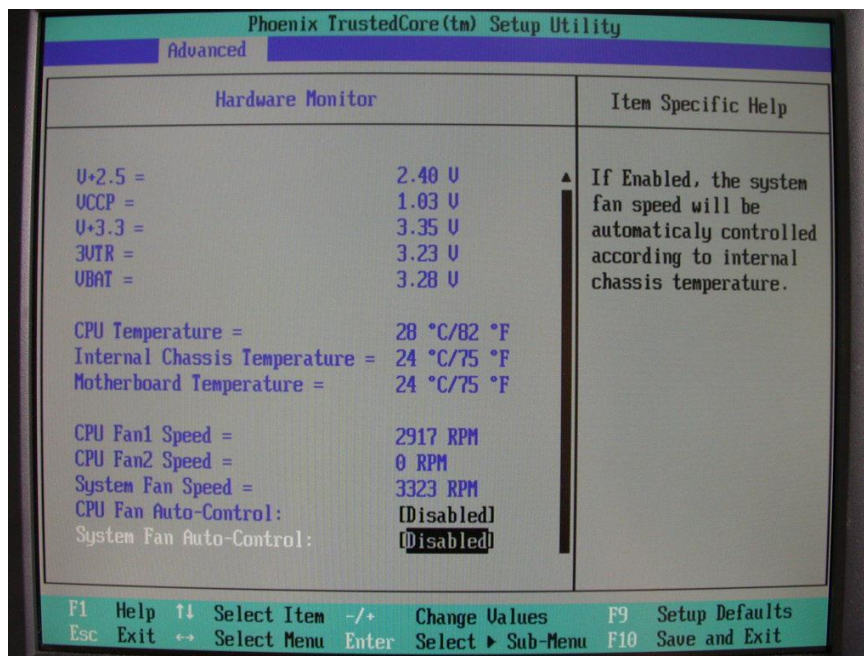 Phoenix TrustedCore(tm) Setup Utility
Advanced
Hardware Monitor
Item Specific Help
V+2.5 = 2.40 V
VCCP = 1.03 V
V+3.3 = 3.35 V
3VTR = 3.23 V
VBAT = 3.28 V
CPU Temperature = 28 °C/82 °F
Internal Chassis Temperature = 24 °C/75 °F
Motherboard Temperature = 24 °C/75 °F
CPU Fan1 Speed = 2917 RPM
CPU Fan2 Speed = 0 RPM
System Fan Speed = 3323 RPM
CPU Fan Auto-Control: [Disabled]
System Fan Auto-Control: [Disabled]
If Enabled, the system
fan speed will be
automaticaly controlled
according to internal
chassis temperature.
F1 Help ↑↓ Select Item -/+ Change Values F9 Setup Defaults
Esc Exit ↔ Select Menu Enter Select ▶ Sub-Menu F10 Save and Exit